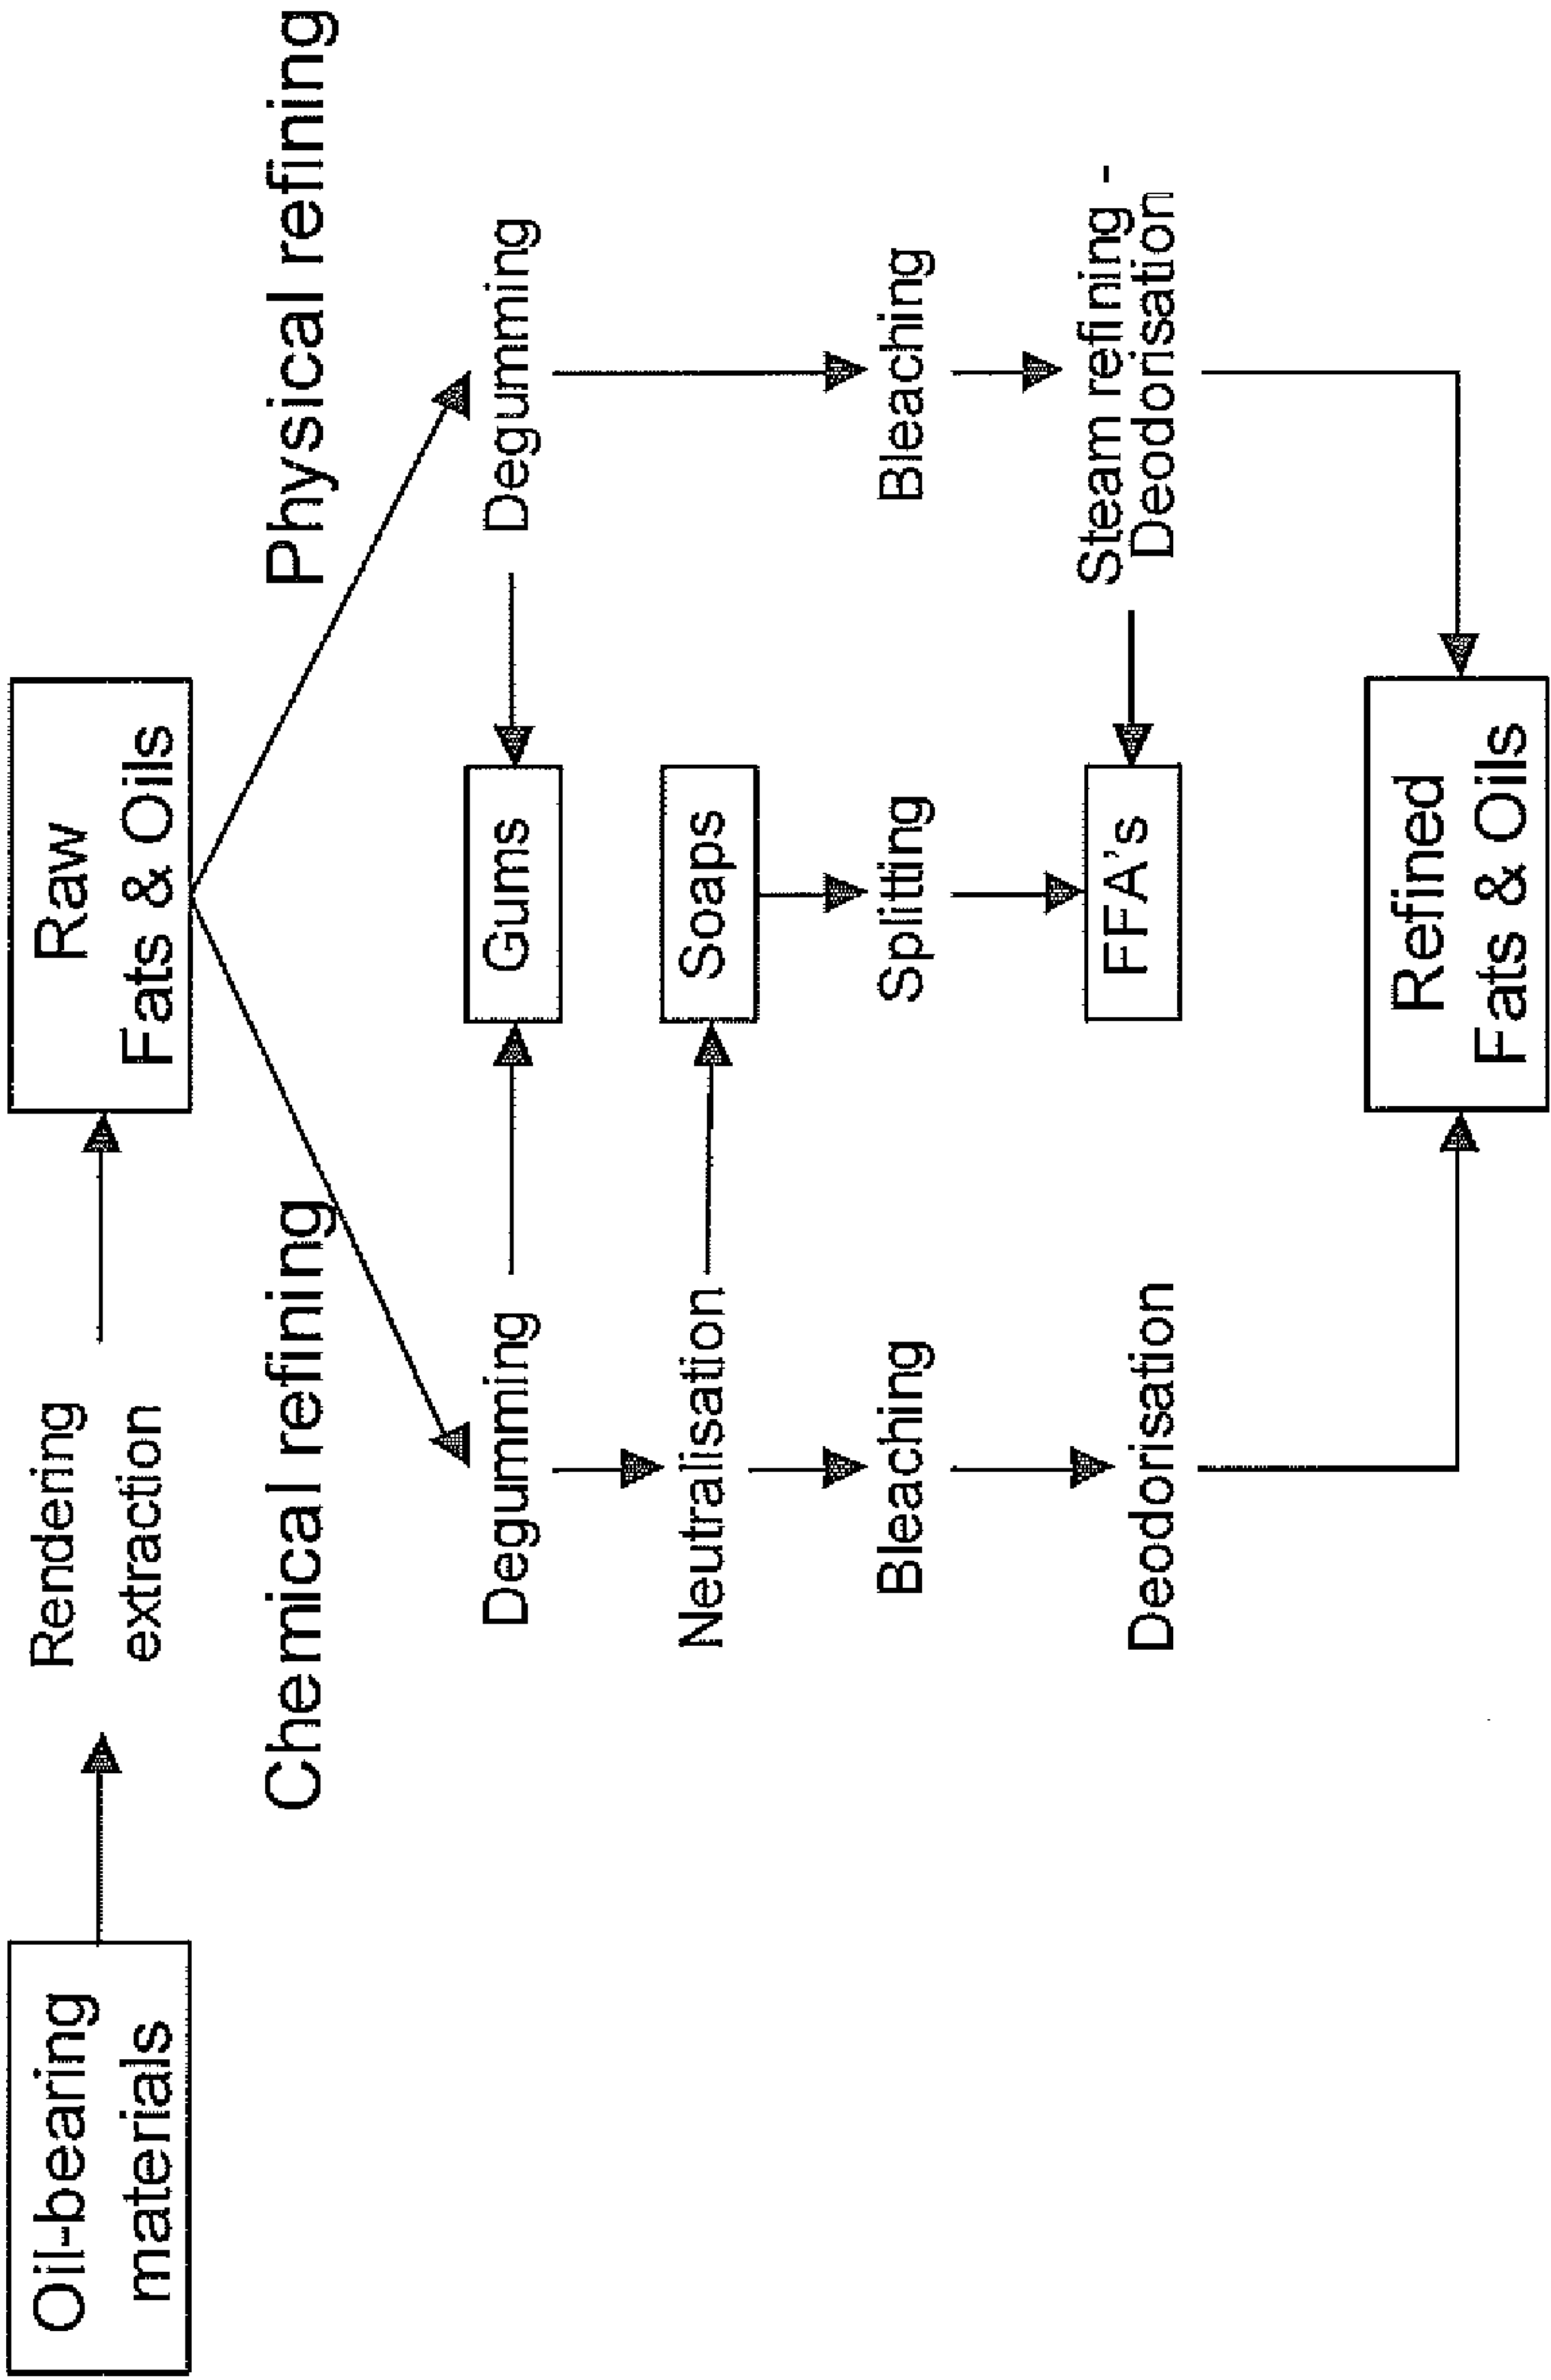 Oil-bearing
materials
Rendering
extraction
Raw
Fats & Oils
Chemical refining
Physical refining
Degumming
Gums
Degumming
Neutralisation
Soaps
Bleaching
Splitting
Bleaching
Deodorisation
FFA's
Steam refining -
Deodorisation
Refined
Fats & Oils